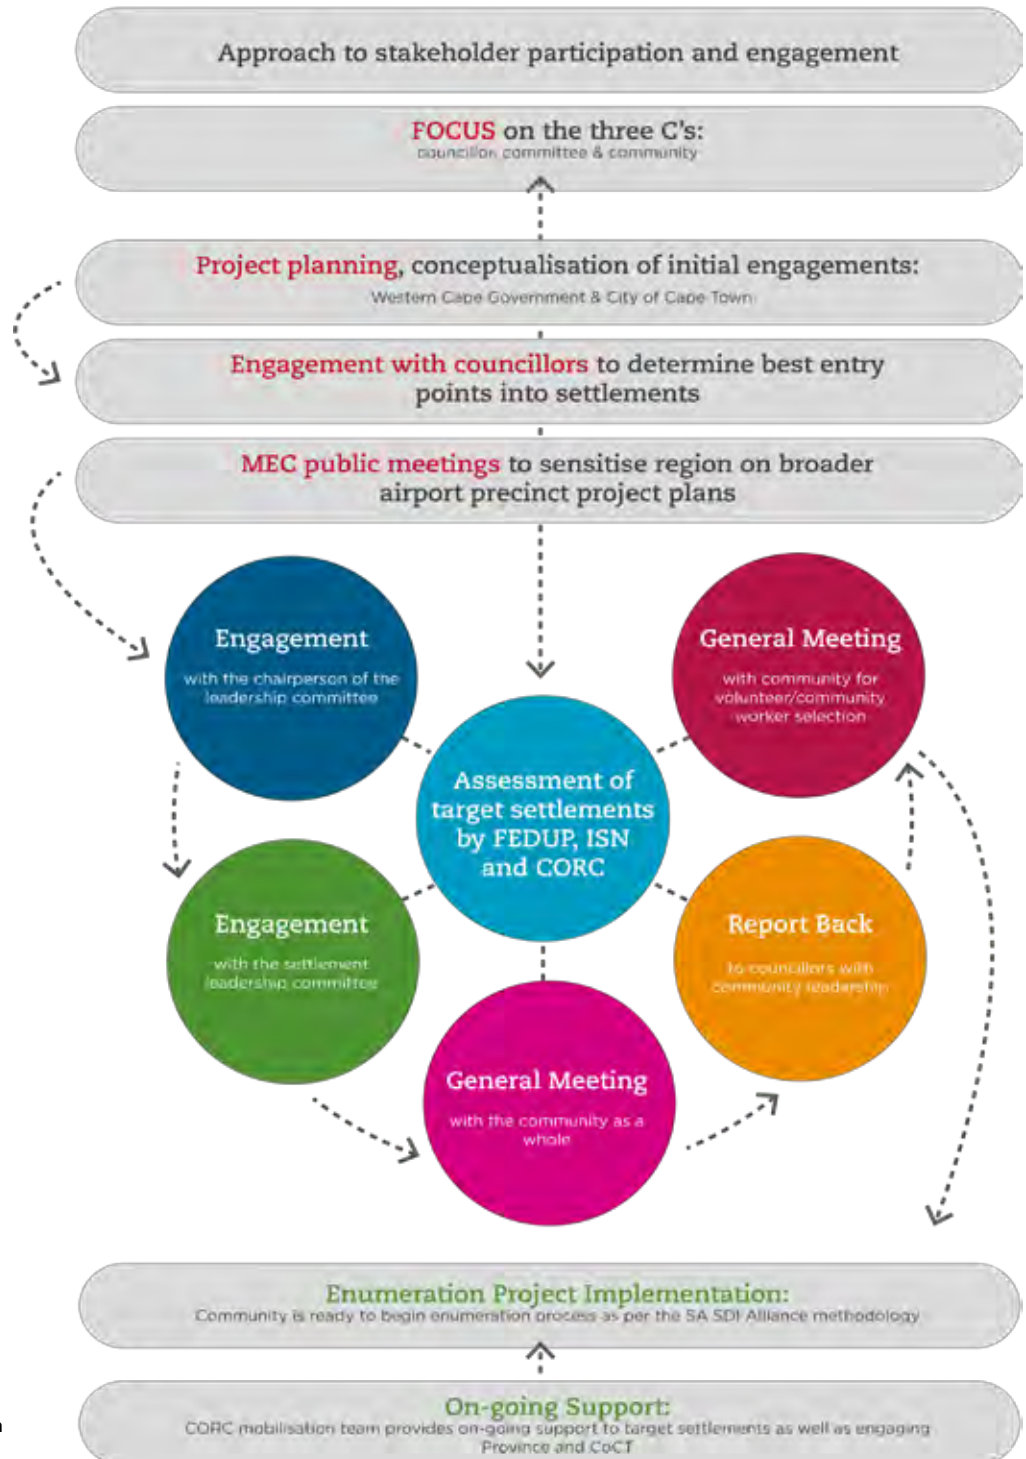 Approach to stakeholder participation and engagement
FOCUS on the three C's:
councillor, committee & community
Project planning, conceptualisation of initial engagements:
Western Cape Government & City of Cape Town
Engagement with councillors to determine best entry
points into settlements
MEC public meetings to sensitise region on broader
airport precinct project plans
Engagement
with the chairperson of the
leadership committee
General Meeting
with community for
volunteer/community
worker selection
Assessment of
target settlements
by FEDUP, ISN
and CORC
Engagement
with the settlement
leadership committee
Report Back
to councillors with
community leadership
General Meeting
with the community as a
whole
Enumeration Project Implementation:
Community is ready to begin enumeration process as per the SA SDI Alliance methodology
On-going Support:
CORC mobilisation team provides on-going support to target settlements as well as engaging
Province and CoCT